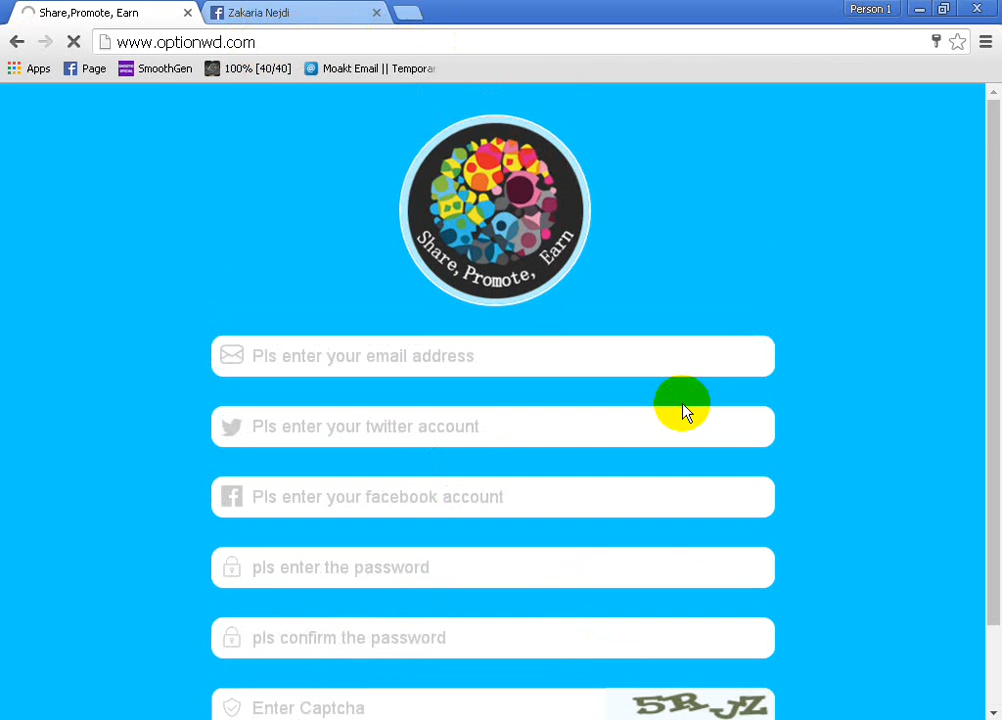 Share,Promote, Earn
Zakaria Nejdi
Person 1
www.optionwd.com
Apps
Page
SmoothGen
100% [40/40]
Moakt Email || Temporar
Share,Promote, Earn
Pls enter your email address
Pls enter your twitter account
Pls enter your facebook account
pls enter the password
pls confirm the password
Enter Captcha
5RJZ